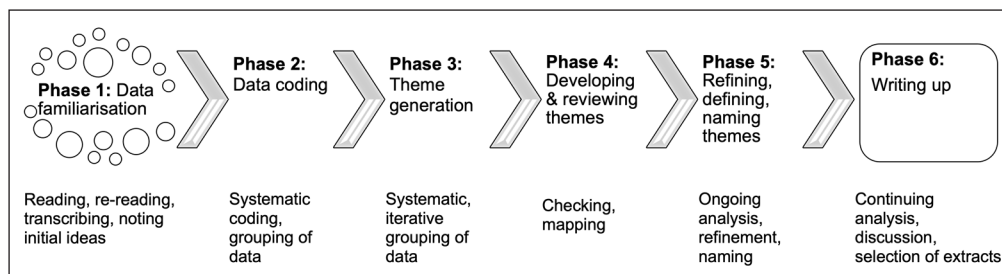 Phase 1: Data
familiarisation
Phase 2:
Data coding
Phase 3:
Theme
generation
Phase 4:
Developing
& reviewing
themes
Phase 5:
Refining,
defining,
naming
themes
Phase 6:
Writing up
Reading, re-reading,
transcribing, noting
initial ideas
Systematic
coding,
grouping of
data
Systematic,
iterative
grouping of
data
Checking,
mapping
Ongoing
analysis,
refinement,
naming
Continuing
analysis,
discussion,
selection of extracts